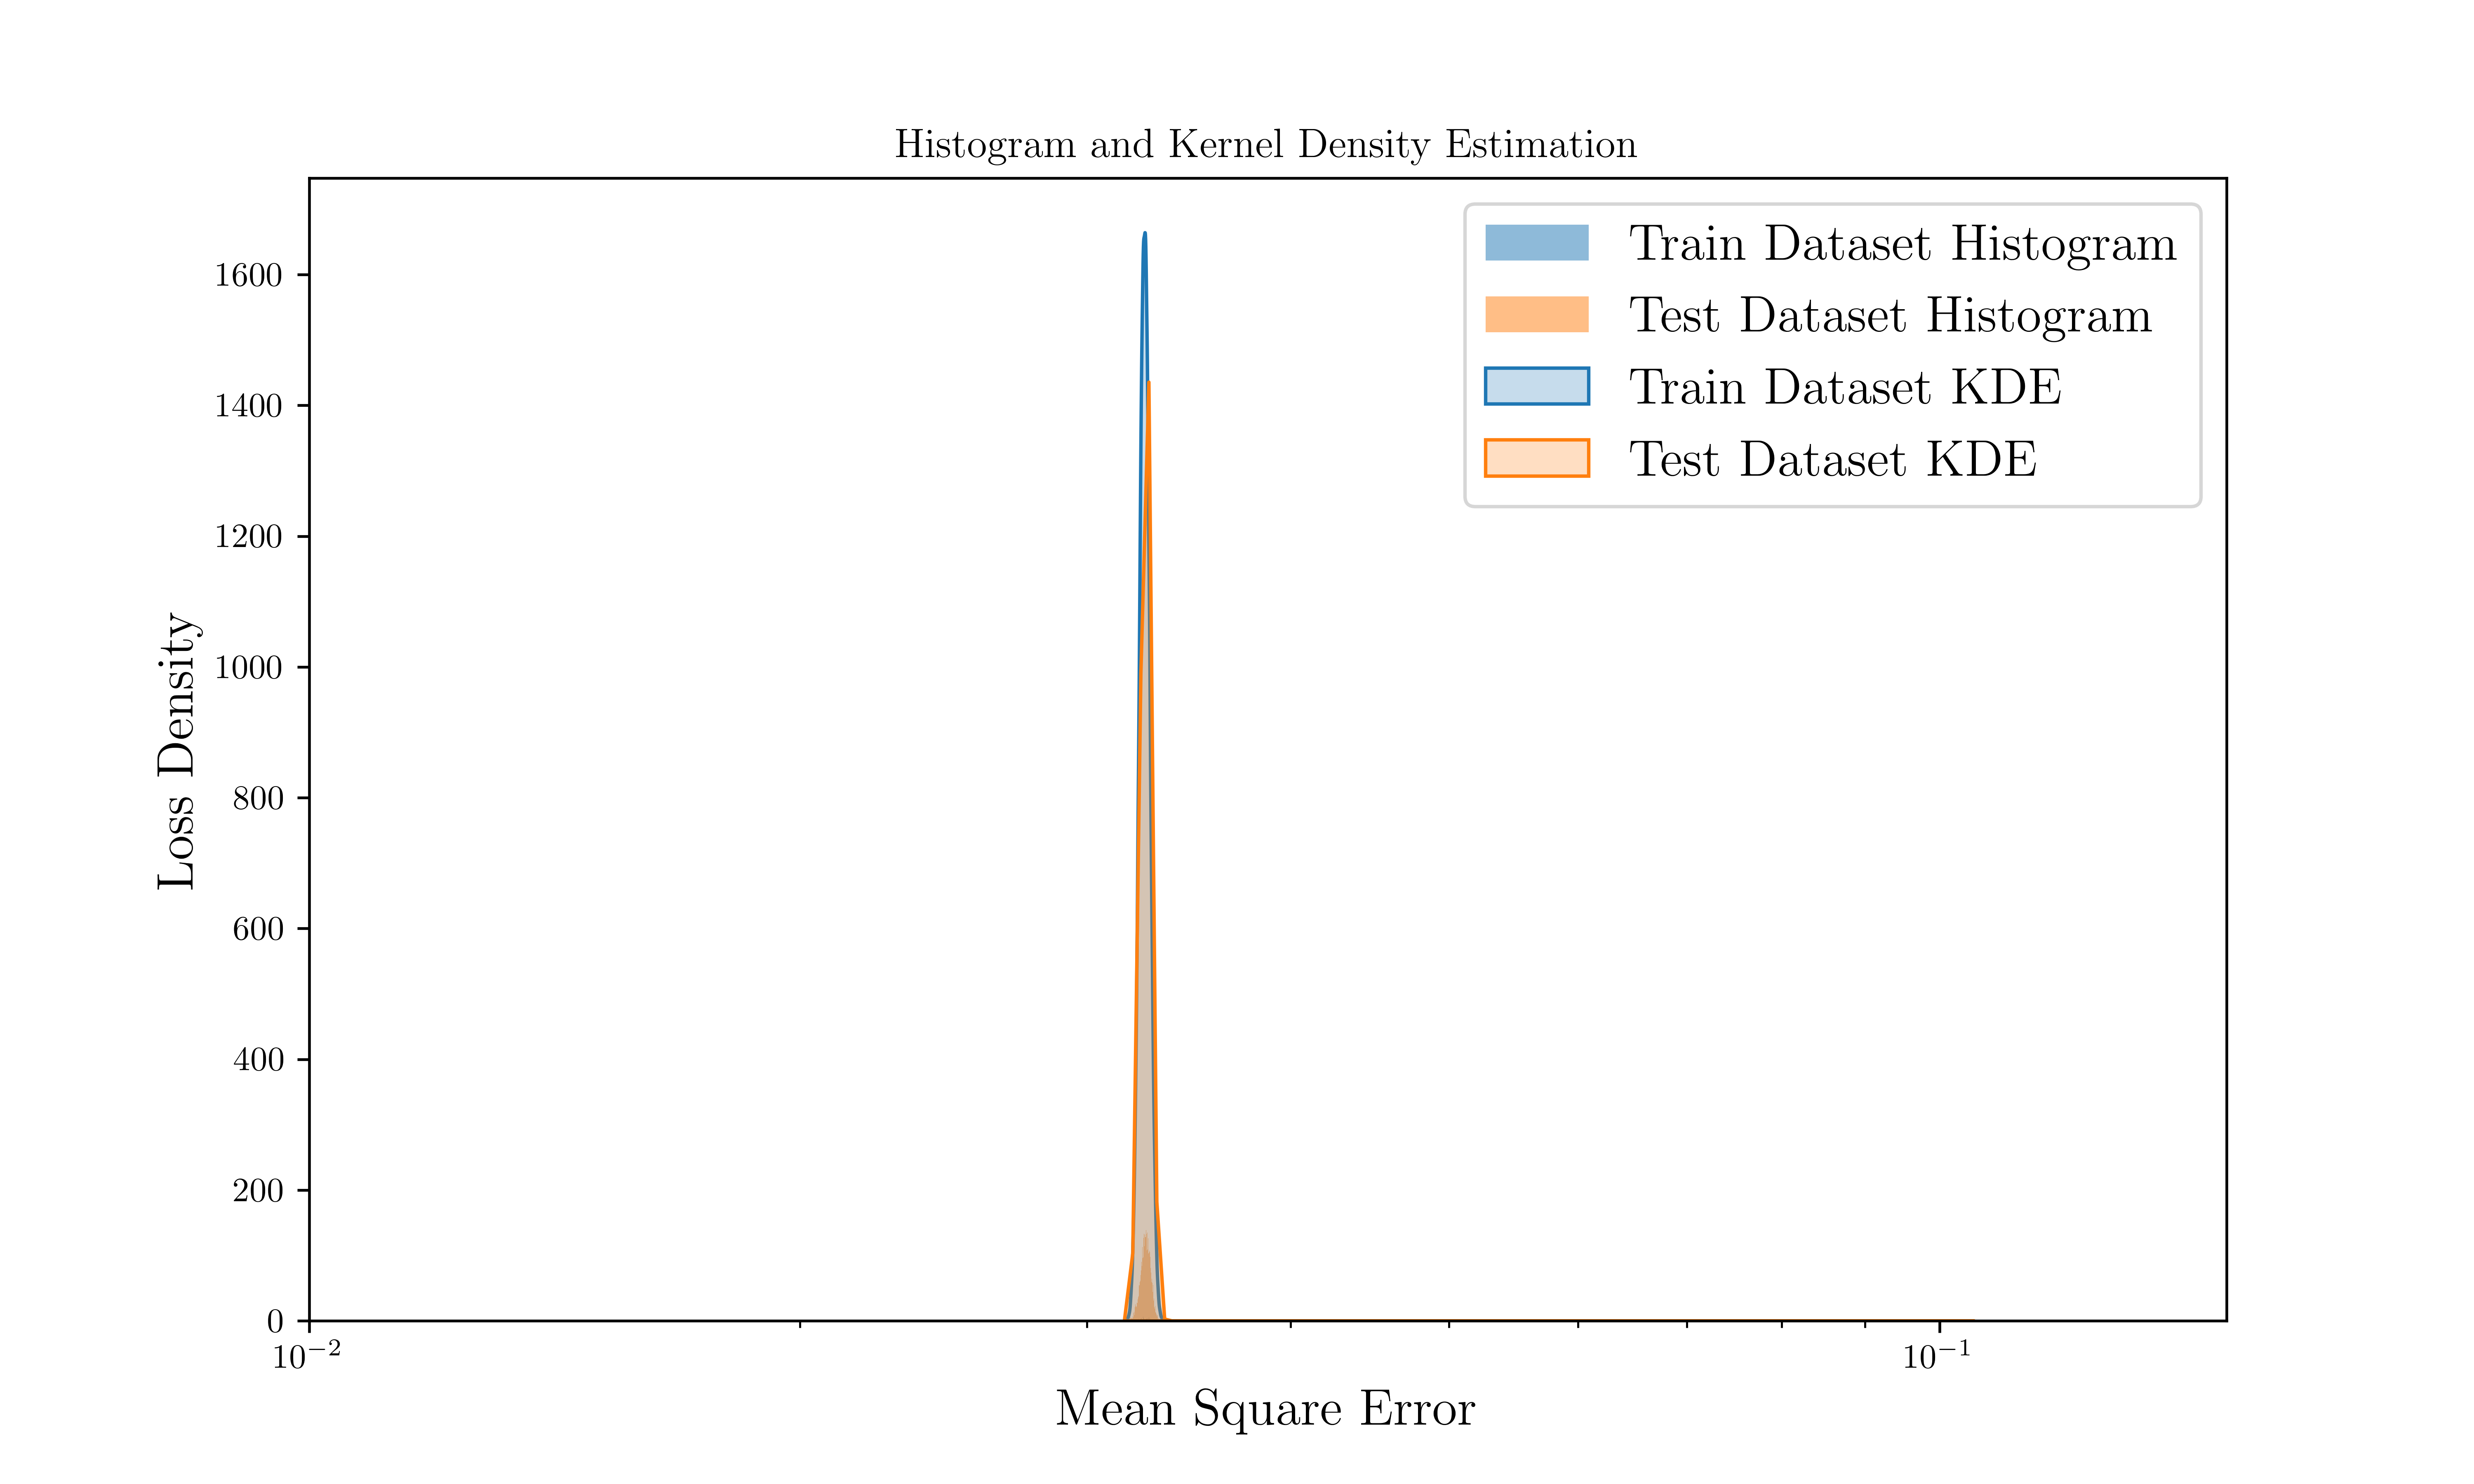 Histogram and Kernel Density Estimation
Train Dataset Histogram
Test Dataset Histogram
Train Dataset KDE
Test Dataset KDE
Loss Density
1600
1400
1200
1000
800
600
400
200
0
10⁻² 10⁻¹
Mean Square Error